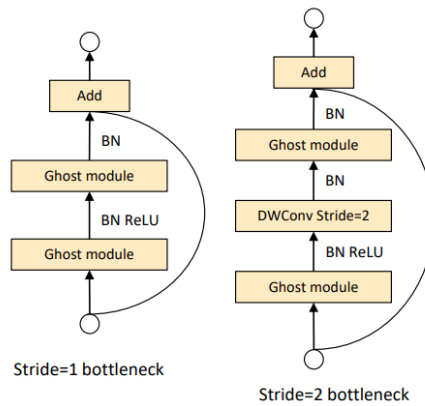 Add
BN
Ghost module
BN ReLU
Ghost module
Stride=1 bottleneck
Add
BN
Ghost module
BN
DWConv Stride=2
BN ReLU
Ghost module
Stride=2 bottleneck